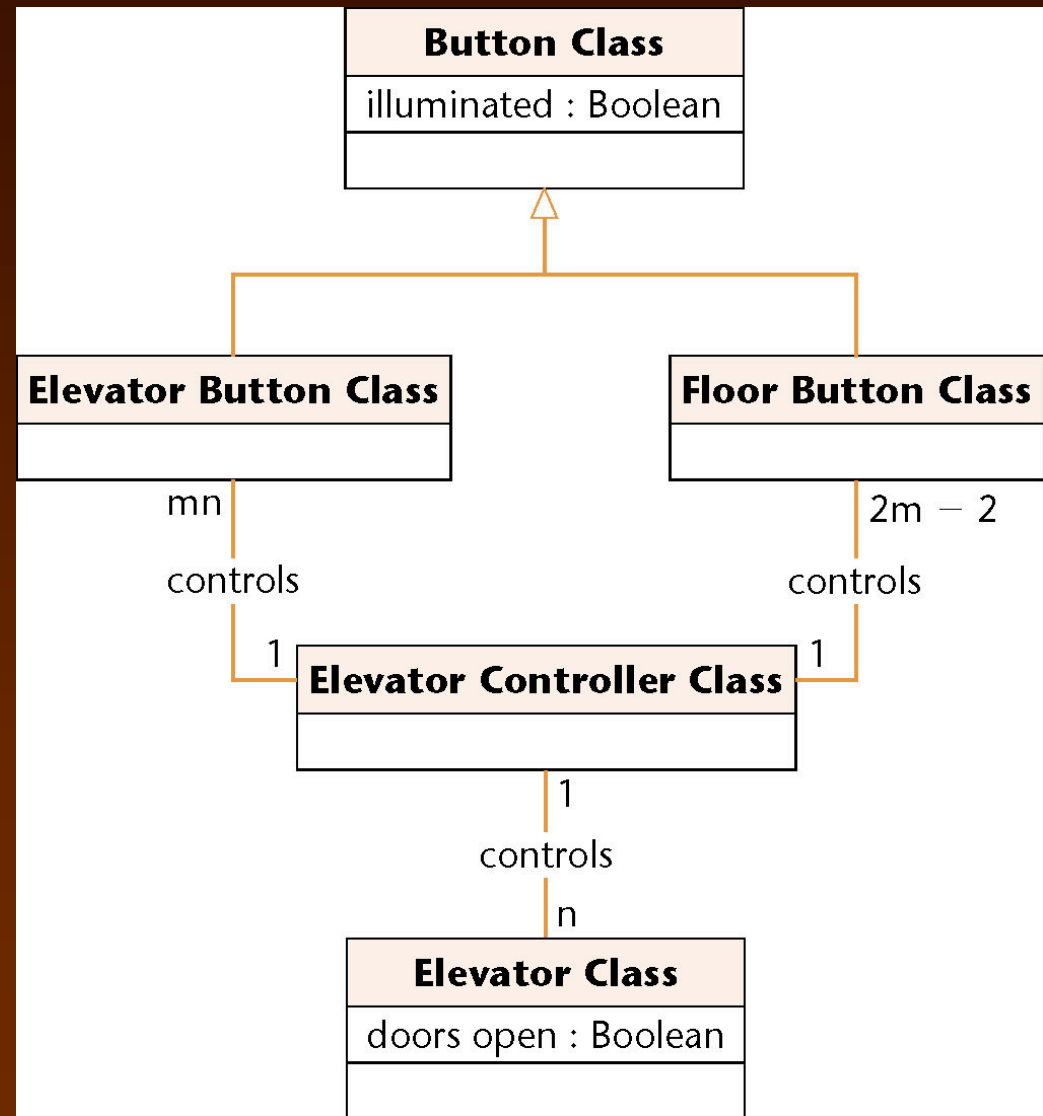 Button Class
illuminated : Boolean
Elevator Button Class
Floor Button Class
mn
2m − 2
controls
controls
1
1
Elevator Controller Class
1
controls
n
Elevator Class
doors open : Boolean